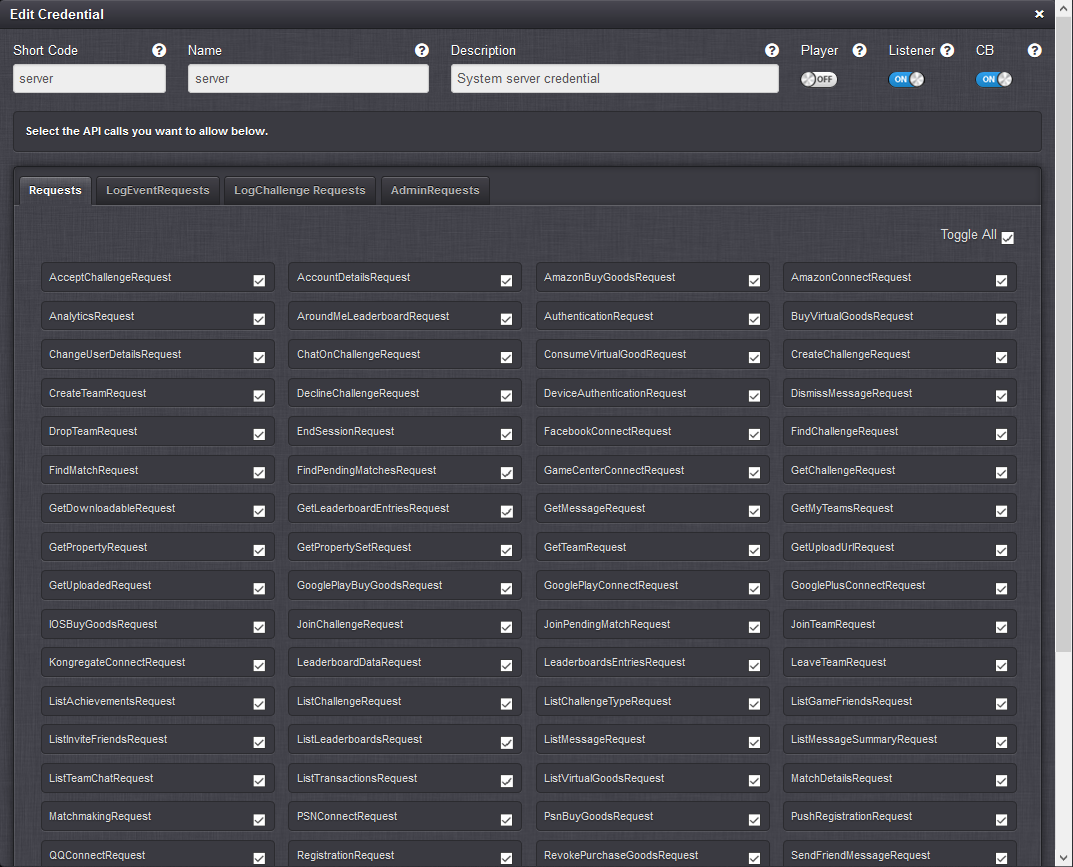 Edit Credential
Short Code Name Description Player Listener CB
server server System server credential OFF ON ON
Select the API calls you want to allow below.
Requests LogEventRequests LogChallenge Requests AdminRequests
Toggle All
AcceptChallengeRequest AccountDetailsRequest AmazonBuyGoodsRequest AmazonConnectRequest
AnalyticsRequest AroundMeLeaderboardRequest AuthenticationRequest BuyVirtualGoodsRequest
ChangeUserDetailsRequest ChatOnChallengeRequest ConsumeVirtualGoodRequest CreateChallengeRequest
CreateTeamRequest DeclineChallengeRequest DeviceAuthenticationRequest DismissMessageRequest
DropTeamRequest EndSessionRequest FacebookConnectRequest FindChallengeRequest
FindMatchRequest FindPendingMatchesRequest GameCenterConnectRequest GetChallengeRequest
GetDownloadableRequest GetLeaderboardEntriesRequest GetMessageRequest GetMyTeamsRequest
GetPropertyRequest GetPropertySetRequest GetTeamRequest GetUploadUrlRequest
GetUploadedRequest GooglePlayBuyGoodsRequest GooglePlayConnectRequest GooglePlusConnectRequest
IOSBuyGoodsRequest JoinChallengeRequest JoinPendingMatchRequest JoinTeamRequest
KongregateConnectRequest LeaderboardDataRequest LeaderboardsEntriesRequest LeaveTeamRequest
ListAchievementsRequest ListChallengeRequest ListChallengeTypeRequest ListGameFriendsRequest
ListInviteFriendsRequest ListLeaderboardsRequest ListMessageRequest ListMessageSummaryRequest
ListTeamChatRequest ListTransactionsRequest ListVirtualGoodsRequest MatchDetailsRequest
MatchmakingRequest PSNConnectRequest PsnBuyGoodsRequest PushRegistrationRequest
QQConnectRequest RegistrationRequest RevokePurchaseGoodsRequest SendFriendMessageRequest